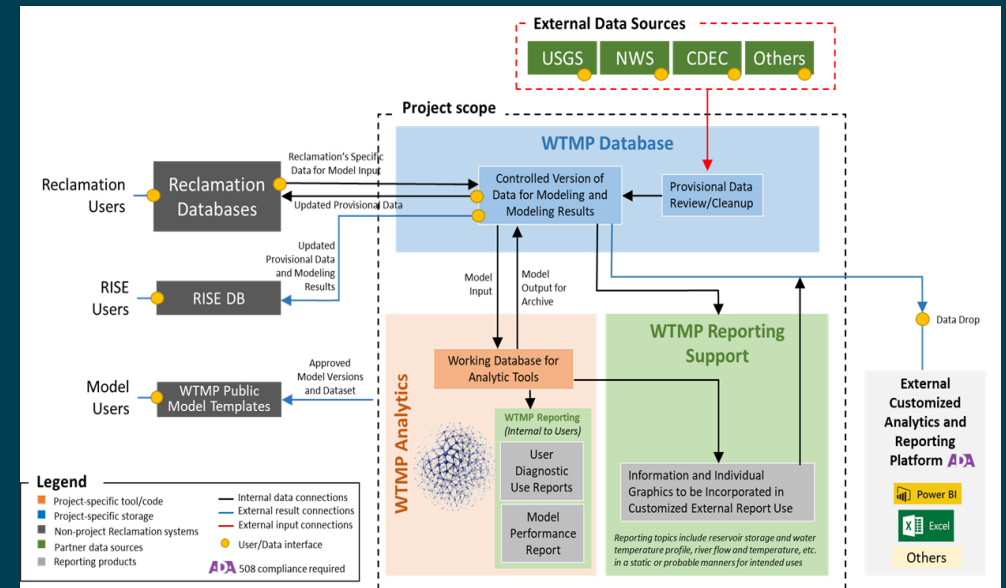 External Data Sources
USGS
NWS
CDEC
Others
Project scope
WTMP Database
Reclamation's Specific
Data for Model Input
Reclamation
Users
Reclamation
Databases
Controlled Version of
Data for Modeling and
Modeling Results
Provisional Data
Review/Cleanup
Updated Provisional Data
Updated
Provisional Data
and Modeling
Results
RISE
Users
RISE DB
Model
Input
Model
Output for
Archive
Data Drop
WTMP Reporting
Support
Approved
Model Versions
and Dataset
Model
Users
WTMP Public
Model Templates
WTMP Analytics
Working Database for
Analytic Tools
WTMP Reporting
(Internal to Users)
User
Diagnostic
Use Reports
Model
Performance
Report
Information and Individual
Graphics to be Incorporated in
Customized External Report Use
Reporting topics include reservoir storage and water
temperature profile, river flow and temperature, etc.
in a static or probable manners for intended uses
External
Customized
Analytics and
Reporting
Platform ADA
Power BI
Excel
Others
Legend
Project-specific tool/code
Project-specific storage
Non-project Reclamation systems
Partner data sources
Reporting products
Internal data connections
External result connections
External input connections
User/Data interface
ADA 508 compliance required